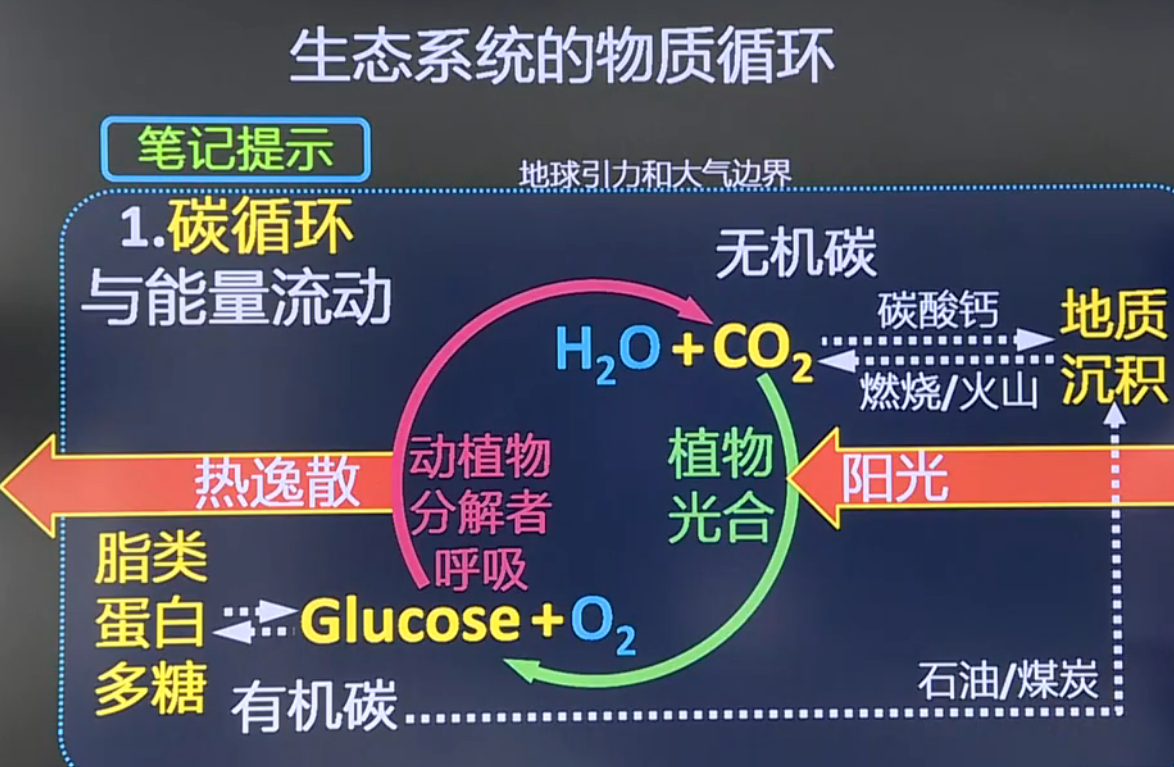 生态系统的物质循环
笔记提示
地球引力和大气边界
1.碳循环
与能量流动
无机碳
H₂O+CO₂
碳酸钙
燃烧/火山
地质
沉积
热逸散
动植物
分解者
呼吸
植物
光合
阳光
脂类
蛋白
多糖
Glucose+O₂
有机碳
石油/煤炭